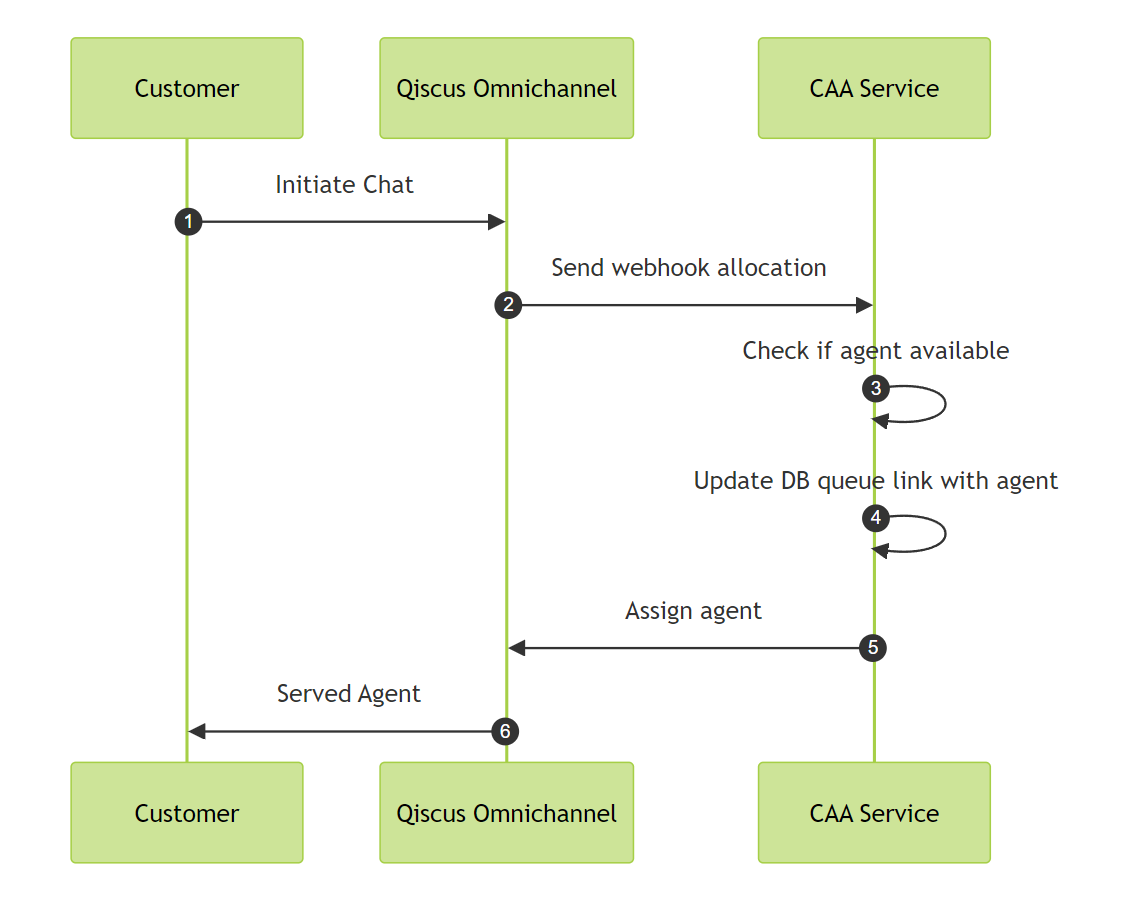 Customer
Qiscus Omnichannel
CAA Service
Initiate Chat
1
Send webhook allocation
2
Check if agent available
3
Update DB queue link with agent
4
Assign agent
5
Served Agent
6
Customer
Qiscus Omnichannel
CAA Service